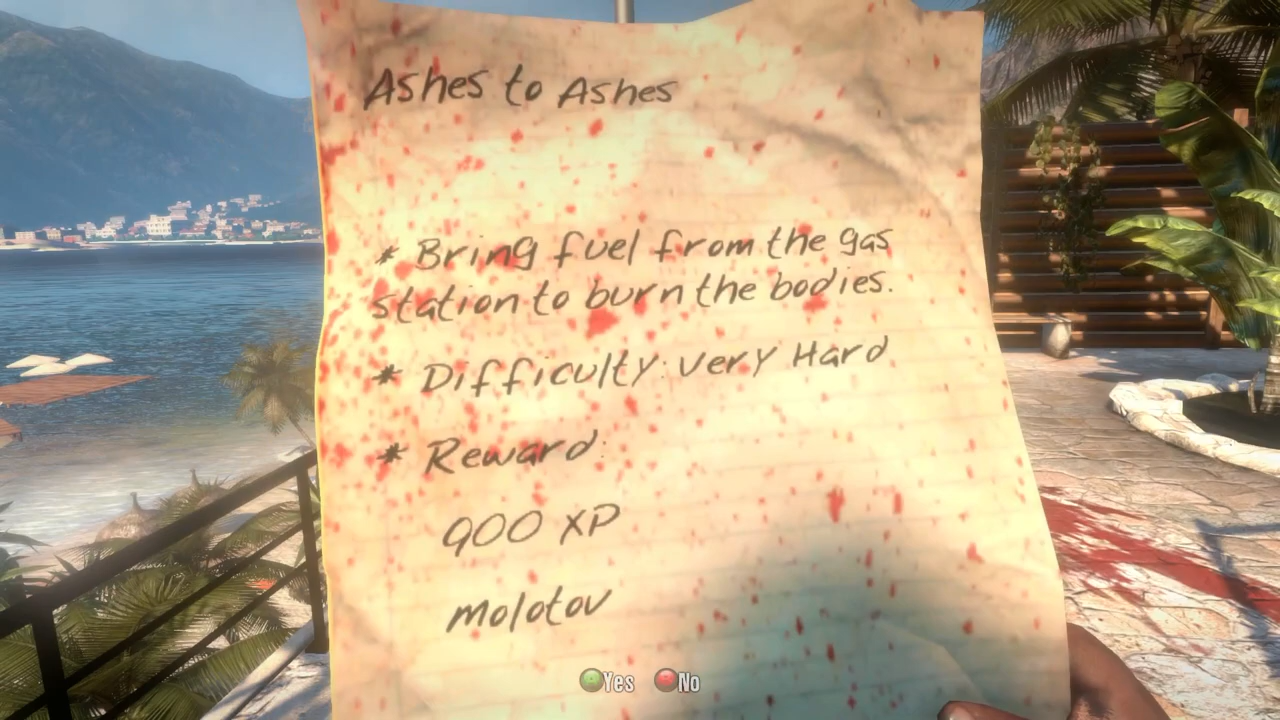 Ashes to Ashes
* Bring fuel from the gas
station to burn the bodies.
* Difficulty: very Hard
* Reward:
900 XP
Molotov
Yes No